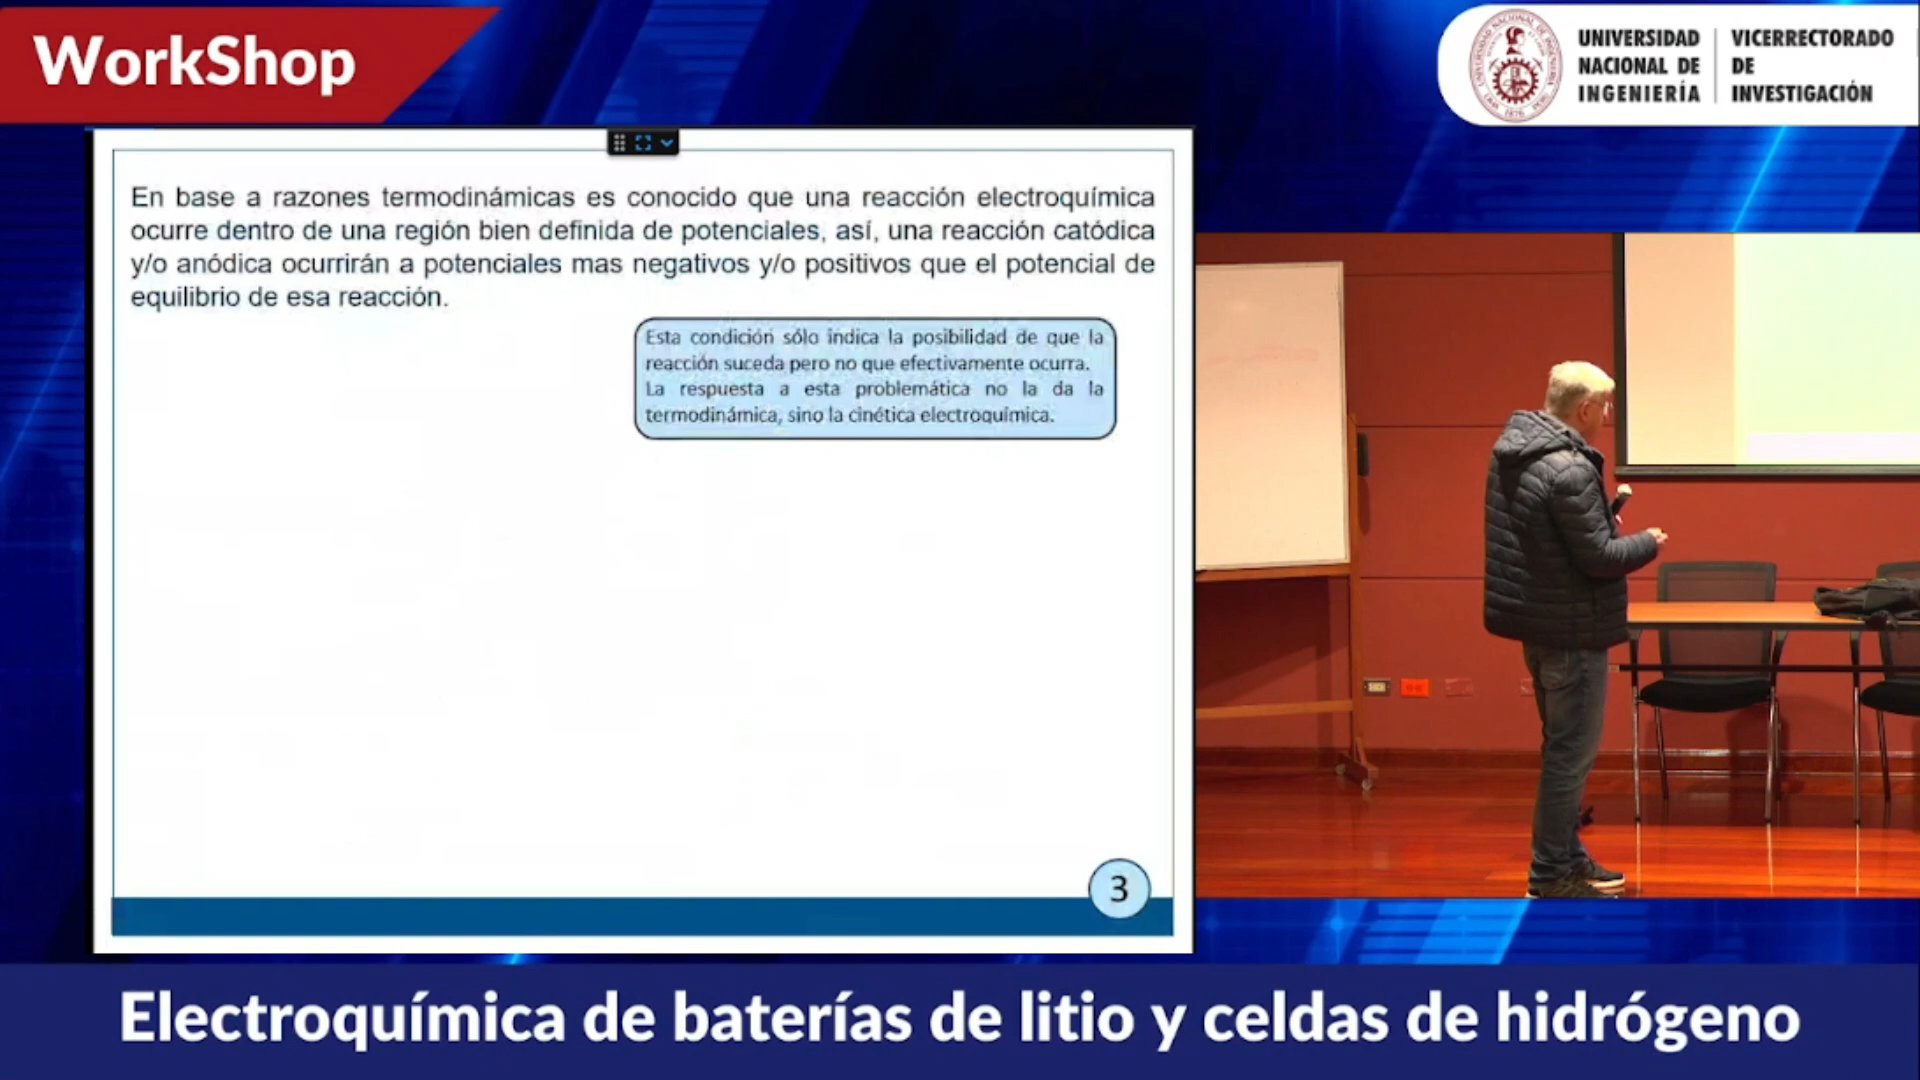 WorkShop
UNIVERSIDAD
NACIONAL DE
INGENIERÍA
VICERRECTORADO
DE
INVESTIGACIÓN
En base a razones termodinámicas es conocido que una reacción electroquímica
ocurre dentro de una región bien definida de potenciales, así, una reacción catódica
y/o anódica ocurrirán a potenciales mas negativos y/o positivos que el potencial de
equilibrio de esa reacción.
Esta condición sólo indica la posibilidad de que la
reacción suceda pero no que efectivamente ocurra.
La respuesta a esta problemática no la da la
termodinámica, sino la cinética electroquímica.
3
Electroquímica de baterías de litio y celdas de hidrógeno